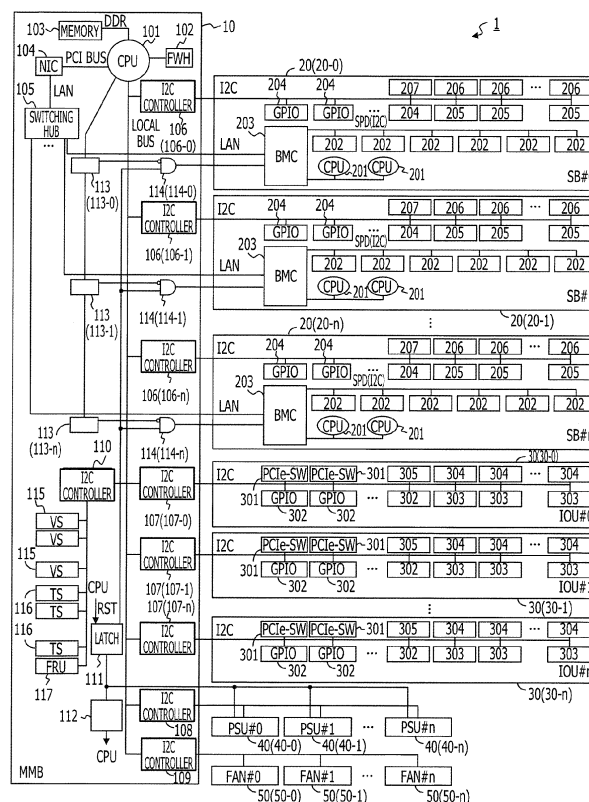 1
103 MEMORY DDR 101 102 10
104 CPU FWH
NIC PCI BUS
105 LAN
SWITCHING HUB
...
I2C CONTROLLER
LOCAL BUS 106 (106-0)
LAN
113 (113-0)
114(114-0)
20(20-0)
I2C 204 204 207 206 206 ... 206
GPIO GPIO ... 204 205 205 205
SPD(I2C)
203
BMC
202 202 202 202 202 202
CPU 201 CPU 201
SB#
I2C CONTROLLER
106(106-1)
113 (113-1)
114(114-1)
LAN
I2C 204 204 207 206 206 ... 206
GPIO GPIO ... 204 205 205 205
SPD(I2C)
203
BMC
202 202 202 202 202 202
CPU 201 CPU 201
SB#
20(20-1)
⋮
20(20-n)
I2C CONTROLLER
106(106-n)
LAN
113 (113-n)
114(114-n)
I2C 204 204 207 206 206 ... 206
GPIO GPIO ... 204 205 205 205
SPD(I2C)
203
BMC
202 202 202 202 202 202
CPU 201 CPU 201
SB#
110
I2C CONTROLLER
I2C CONTROLLER
107(107-0)
30(30-0)
I2C PCIe-SW PCIe-SW 301 305 304 304 ... 304
301 GPIO GPIO ... 302 303 303 303
302 302
IOU#0
115 VS
VS
115 VS
I2C CONTROLLER
107(107-1)
I2C PCIe-SW PCIe-SW 301 305 304 304 ... 304
301 GPIO GPIO ... 302 303 303 303
302 302
IOU#
30(30-1)
⋮
116 TS
TS
116 TS
FRU
117
CPU
RST
LATCH
111
107(107-n)
I2C CONTROLLER
I2C PCIe-SW PCIe-SW 301 305 304 304 ... 304
301 GPIO GPIO ... 302 303 303 303
302 302
IOU#
30(30-n)
112
CPU
I2C CONTROLLER
108
PSU#0 PSU#1 ... PSU#n
40(40-0) 40(40-1) 40(40-n)
I2C CONTROLLER
109
FAN#0 FAN#1 ... FAN#n
50(50-0) 50(50-1) 50(50-n)
MMB